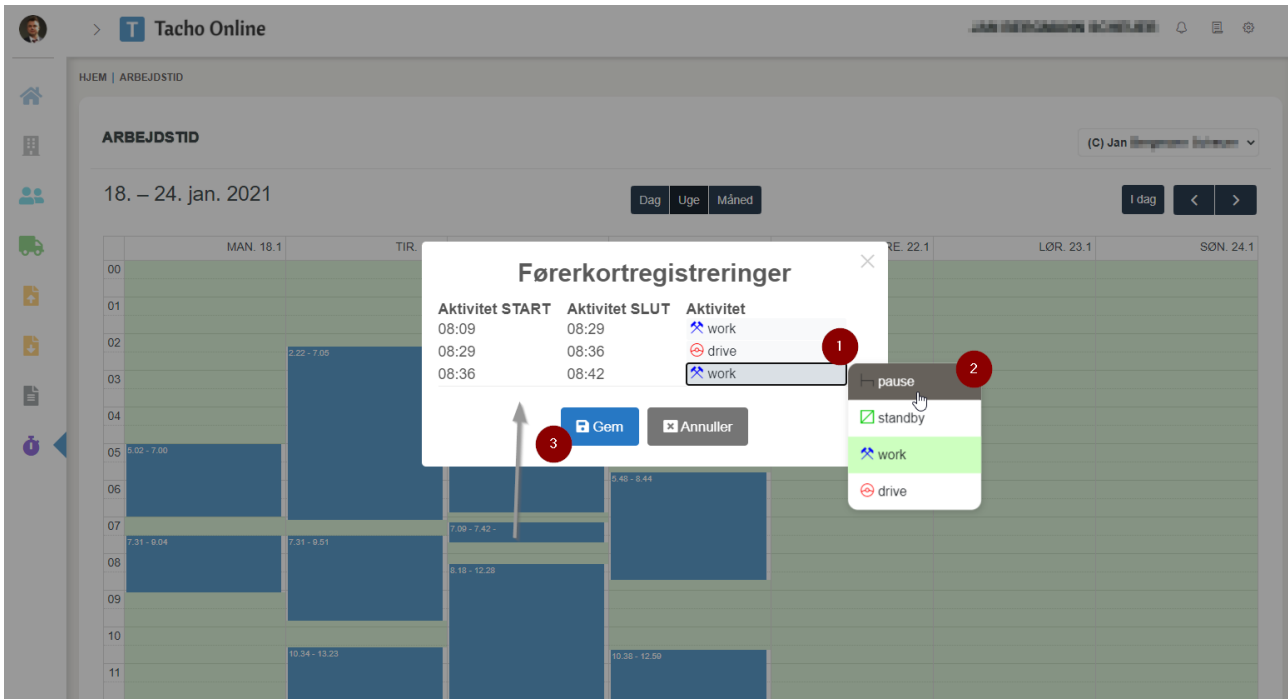 T Tacho Online
HJEM | ARBEJDSTID
ARBEJDSTID
(C) Jan
18. – 24. jan. 2021
Dag Uge Måned
I dag
MAN. 18.1 TIR. RE. 22.1 LØR. 23.1 SØN. 24.1
00
01
02
03
04
05
06
07
08
09
10
11
2.22 - 7.05
5.02 - 7.00
5.48 - 8.44
7.09 - 7.42 -
7.31 - 9.04
7.31 - 9.51
8.18 - 12.28
10.34 - 13.23
10.38 - 12.59
Førerkortregistreringer
Aktivitet START Aktivitet SLUT Aktivitet
08:09 08:29 work
08:29 08:36 drive
08:36 08:42 work
Gem
Annuller
1
2
3
pause
standby
work
drive